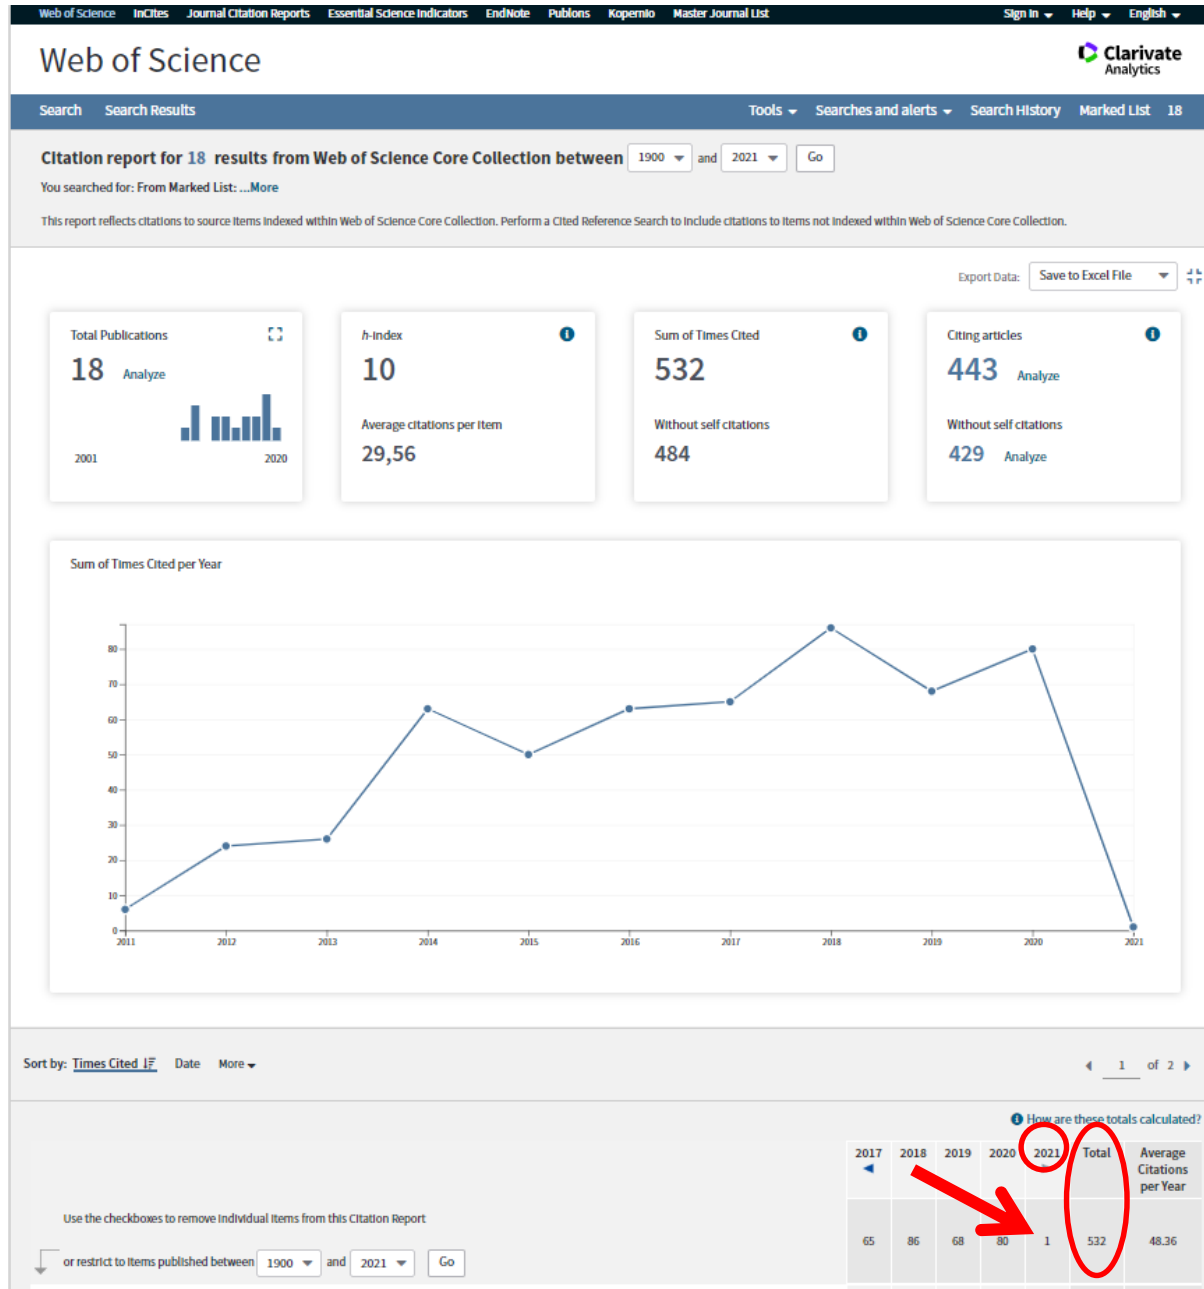 Web of Science InCites Journal Citation Reports Essential Science Indicators EndNote Publons Kopernio Master Journal List Sign In Help English
Web of Science
Clarivate
Analytics
Search Search Results Tools Searches and alerts Search History Marked List 18
Citation report for 18 results from Web of Science Core Collection between 1900 and 2021 Go
You searched for: From Marked List: ...More
This report reflects citations to source items indexed within Web of Science Core Collection. Perform a Cited Reference Search to include citations to items not indexed within Web of Science Core Collection.
Export Data: Save to Excel File
Total Publications
18 Analyze
2001 2020
h-index
10
Average citations per item
29,56
Sum of Times Cited
532
Without self citations
484
Citing articles
443 Analyze
Without self citations
429 Analyze
Sum of Times Cited per Year
80
70
60
50
40
30
20
10
0
2011 2012 2013 2014 2015 2016 2017 2018 2019 2020 2021
Sort by: Times Cited Date More
1 of 2
How are these totals calculated?
2017 2018 2019 2020 2021 Total Average
Citations
per Year
Use the checkboxes to remove individual items from this Citation Report
65 86 68 80 1 532 48.36
or restrict to items published between 1900 and 2021 Go